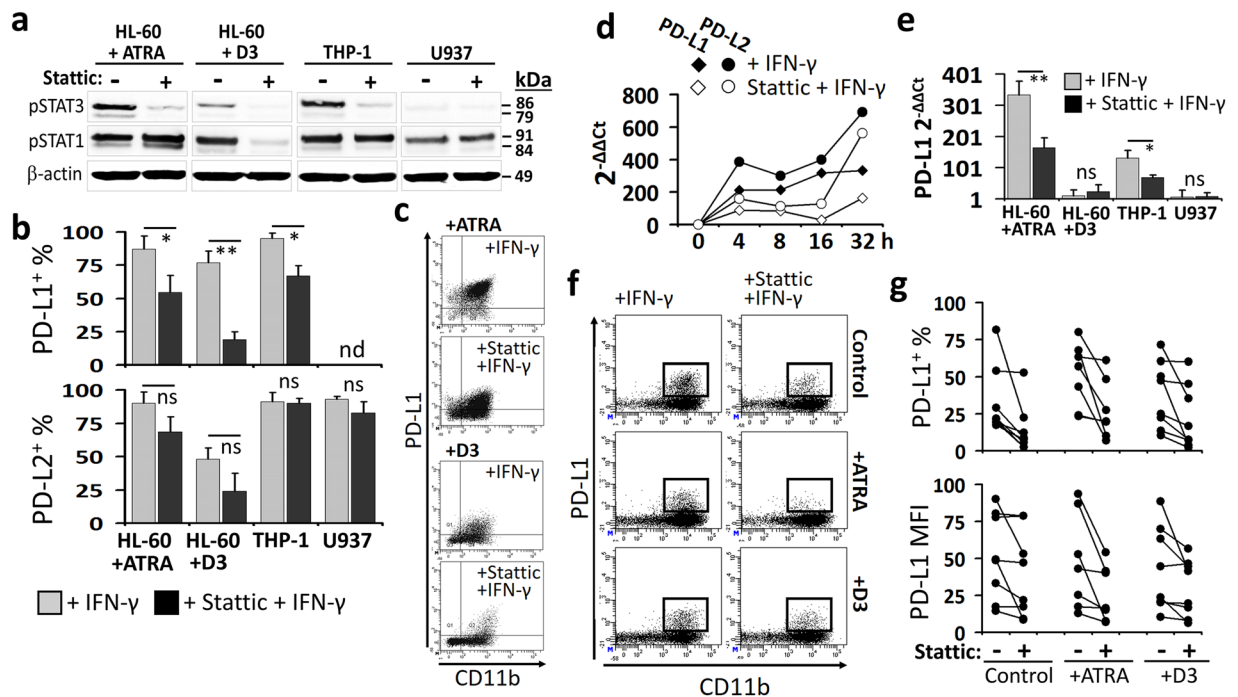 a
HL-60
+ ATRA
HL-60
+ D3
THP-1
U937
Stattic: - + - + - + - + kDa
pSTAT3
86
79
pSTAT1
91
84
β-actin
49
b
PD-L1+ %
100
75
50
25
0
*
**
*
nd
PD-L2+ %
100
75
50
25
0
ns
ns
ns
ns
HL-60
+ATRA
HL-60
+D3
THP-1
U937
+ IFN-γ
+ Stattic + IFN-γ
c
+ATRA
+IFN-γ
+Stattic
+IFN-γ
+D3
+IFN-γ
+Stattic
+IFN-γ
PD-L1
CD11b
d
PD-L1
PD-L2
+ IFN-γ
Stattic + IFN-γ
2-ΔΔCt
800
600
400
200
0
0 4 8 16 32 h
e
PD-L1 2-ΔΔCt
401
301
201
101
1
+ IFN-γ
+ Stattic + IFN-γ
**
ns
*
ns
HL-60
+ATRA
HL-60
+D3
THP-1
U937
f
+IFN-γ
+Stattic
+IFN-γ
Control
+ATRA
+D3
PD-L1
CD11b
g
PD-L1+ %
100
75
50
25
0
PD-L1 MFI
100
75
50
25
0
Stattic: - + - + - +
Control
+ATRA
+D3